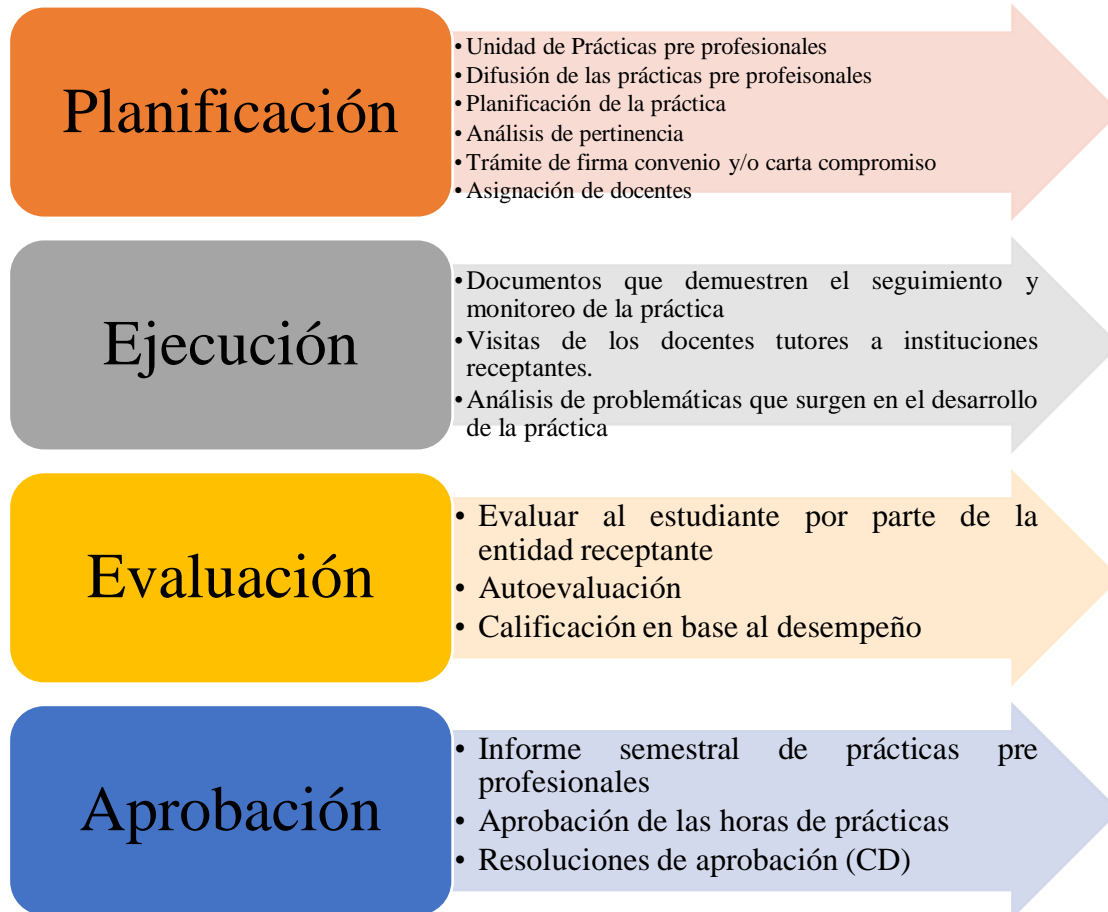 Planificación
• Unidad de Prácticas pre profesionales
• Difusión de las prácticas pre profeisonales
• Planificación de la práctica
• Análisis de pertinencia
• Trámite de firma convenio y/o carta compromiso
• Asignación de docentes
Ejecución
• Documentos que demuestren el seguimiento y
monitoreo de la práctica
• Visitas de los docentes tutores a instituciones
receptantes.
• Análisis de problemáticas que surgen en el desarrollo
de la práctica
Evaluación
• Evaluar al estudiante por parte de la
entidad receptante
• Autoevaluación
• Calificación en base al desempeño
Aprobación
• Informe semestral de prácticas pre
profesionales
• Aprobación de las horas de prácticas
• Resoluciones de aprobación (CD)